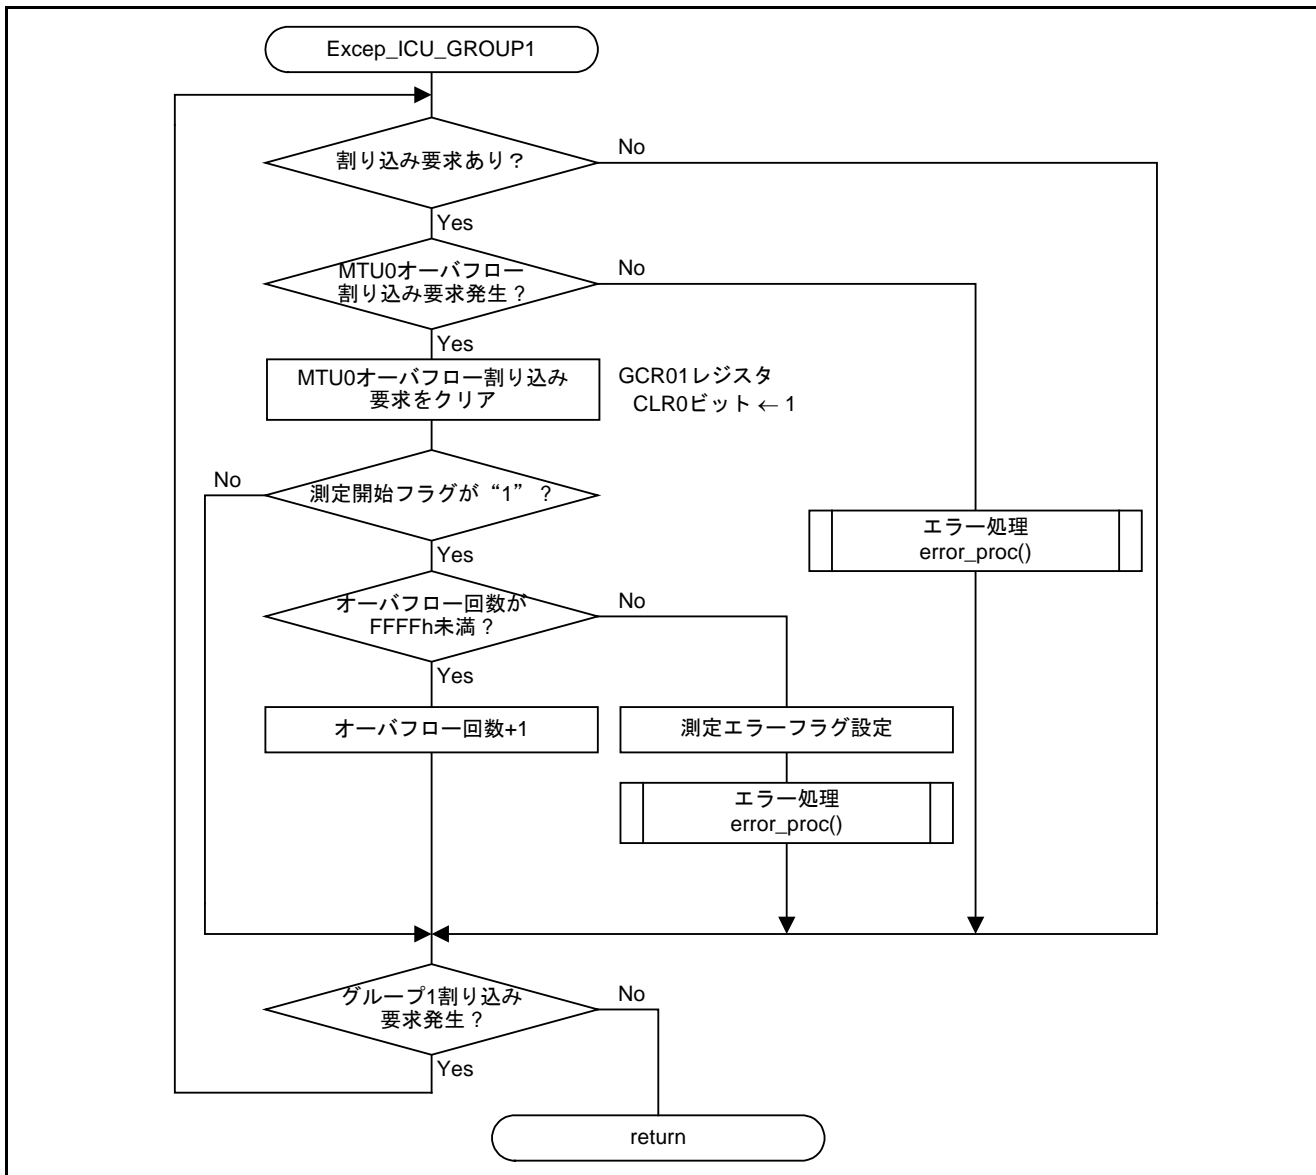 Excep_ICU_GROUP1
割り込み要求あり？
No
Yes
MTU0オーバフロー
割り込み要求発生？
No
Yes
MTU0オーバフロー割り込み
要求をクリア
GCR01レジスタ
CLR0ビット ← 1
測定開始フラグが“1” ？
No
Yes
エラー処理
error_proc()
オーバフロー回数が
FFFFh未満？
No
Yes
オーバフロー回数+1
測定エラーフラグ設定
エラー処理
error_proc()
グループ1割り込み
要求発生？
No
Yes
return